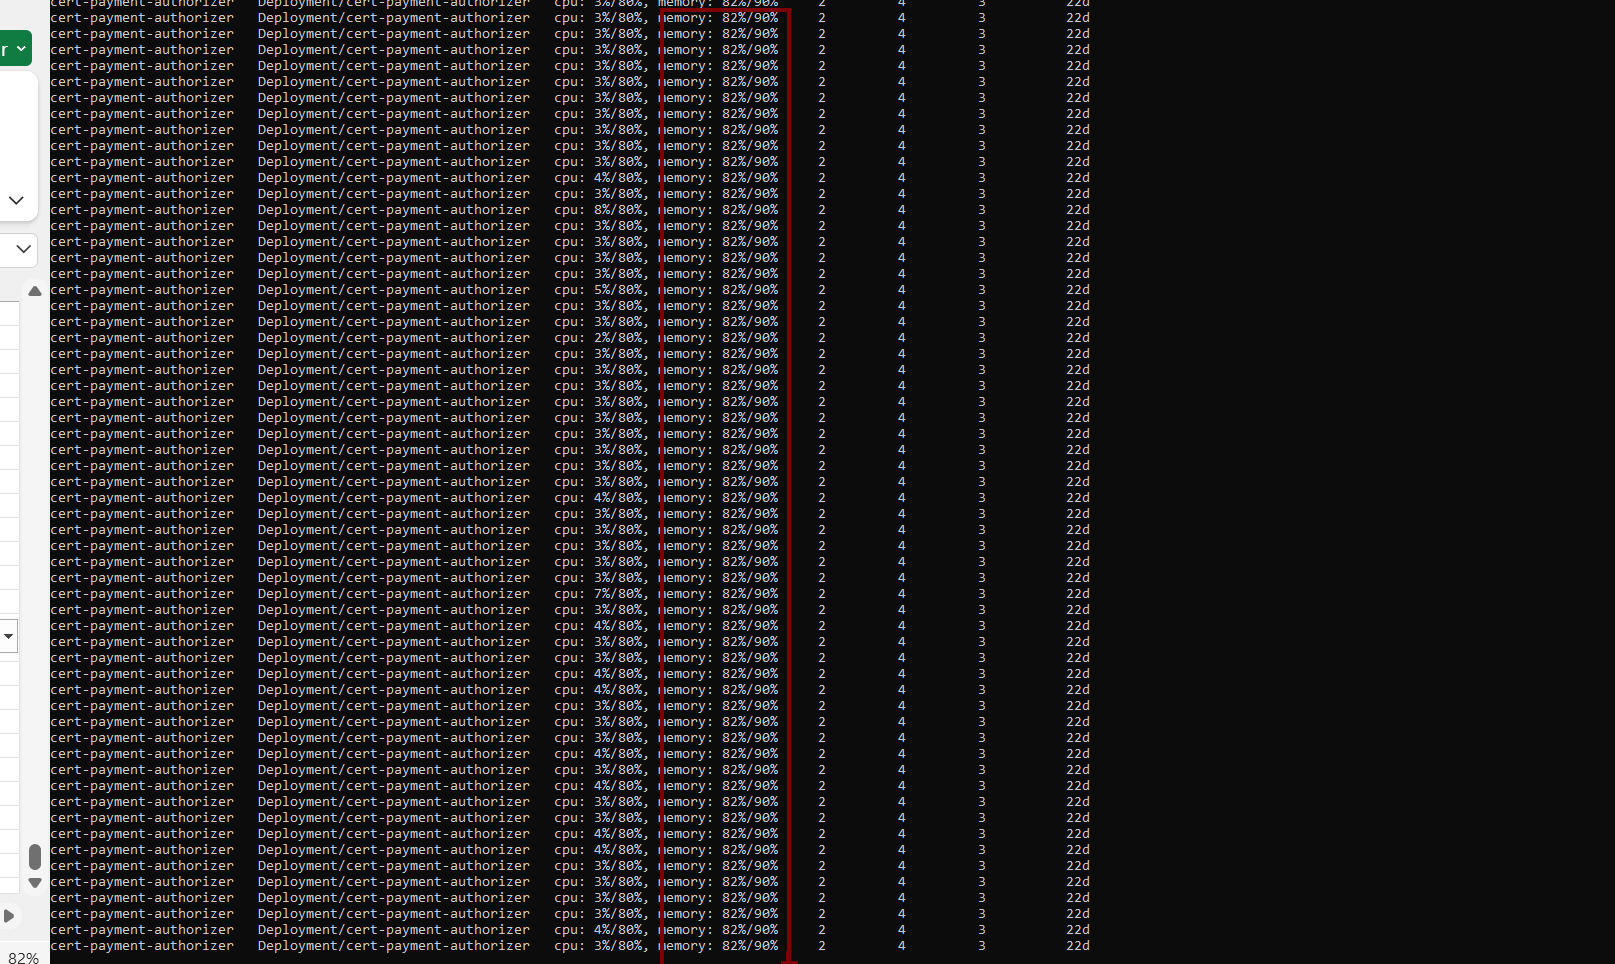 cert-payment-authorizer Deployment/cert-payment-authorizer cpu: 3%/80%, memory: 82%/90% 2 4 3 22d
cert-payment-authorizer Deployment/cert-payment-authorizer cpu: 3%/80%, memory: 82%/90% 2 4 3 22d
cert-payment-authorizer Deployment/cert-payment-authorizer cpu: 3%/80%, memory: 82%/90% 2 4 3 22d
r
cert-payment-authorizer Deployment/cert-payment-authorizer cpu: 3%/80%, memory: 82%/90% 2 4 3 22d
cert-payment-authorizer Deployment/cert-payment-authorizer cpu: 3%/80%, memory: 82%/90% 2 4 3 22d
cert-payment-authorizer Deployment/cert-payment-authorizer cpu: 3%/80%, memory: 82%/90% 2 4 3 22d
cert-payment-authorizer Deployment/cert-payment-authorizer cpu: 3%/80%, memory: 82%/90% 2 4 3 22d
cert-payment-authorizer Deployment/cert-payment-authorizer cpu: 3%/80%, memory: 82%/90% 2 4 3 22d
cert-payment-authorizer Deployment/cert-payment-authorizer cpu: 3%/80%, memory: 82%/90% 2 4 3 22d
cert-payment-authorizer Deployment/cert-payment-authorizer cpu: 3%/80%, memory: 82%/90% 2 4 3 22d
cert-payment-authorizer Deployment/cert-payment-authorizer cpu: 3%/80%, memory: 82%/90% 2 4 3 22d
cert-payment-authorizer Deployment/cert-payment-authorizer cpu: 4%/80%, memory: 82%/90% 2 4 3 22d
cert-payment-authorizer Deployment/cert-payment-authorizer cpu: 3%/80%, memory: 82%/90% 2 4 3 22d
cert-payment-authorizer Deployment/cert-payment-authorizer cpu: 8%/80%, memory: 82%/90% 2 4 3 22d
cert-payment-authorizer Deployment/cert-payment-authorizer cpu: 3%/80%, memory: 82%/90% 2 4 3 22d
cert-payment-authorizer Deployment/cert-payment-authorizer cpu: 3%/80%, memory: 82%/90% 2 4 3 22d
cert-payment-authorizer Deployment/cert-payment-authorizer cpu: 3%/80%, memory: 82%/90% 2 4 3 22d
cert-payment-authorizer Deployment/cert-payment-authorizer cpu: 3%/80%, memory: 82%/90% 2 4 3 22d
cert-payment-authorizer Deployment/cert-payment-authorizer cpu: 5%/80%, memory: 82%/90% 2 4 3 22d
cert-payment-authorizer Deployment/cert-payment-authorizer cpu: 3%/80%, memory: 82%/90% 2 4 3 22d
cert-payment-authorizer Deployment/cert-payment-authorizer cpu: 3%/80%, memory: 82%/90% 2 4 3 22d
cert-payment-authorizer Deployment/cert-payment-authorizer cpu: 2%/80%, memory: 82%/90% 2 4 3 22d
cert-payment-authorizer Deployment/cert-payment-authorizer cpu: 3%/80%, memory: 82%/90% 2 4 3 22d
cert-payment-authorizer Deployment/cert-payment-authorizer cpu: 3%/80%, memory: 82%/90% 2 4 3 22d
cert-payment-authorizer Deployment/cert-payment-authorizer cpu: 3%/80%, memory: 82%/90% 2 4 3 22d
cert-payment-authorizer Deployment/cert-payment-authorizer cpu: 3%/80%, memory: 82%/90% 2 4 3 22d
cert-payment-authorizer Deployment/cert-payment-authorizer cpu: 3%/80%, memory: 82%/90% 2 4 3 22d
cert-payment-authorizer Deployment/cert-payment-authorizer cpu: 3%/80%, memory: 82%/90% 2 4 3 22d
cert-payment-authorizer Deployment/cert-payment-authorizer cpu: 3%/80%, memory: 82%/90% 2 4 3 22d
cert-payment-authorizer Deployment/cert-payment-authorizer cpu: 3%/80%, memory: 82%/90% 2 4 3 22d
cert-payment-authorizer Deployment/cert-payment-authorizer cpu: 3%/80%, memory: 82%/90% 2 4 3 22d
cert-payment-authorizer Deployment/cert-payment-authorizer cpu: 4%/80%, memory: 82%/90% 2 4 3 22d
cert-payment-authorizer Deployment/cert-payment-authorizer cpu: 3%/80%, memory: 82%/90% 2 4 3 22d
cert-payment-authorizer Deployment/cert-payment-authorizer cpu: 3%/80%, memory: 82%/90% 2 4 3 22d
cert-payment-authorizer Deployment/cert-payment-authorizer cpu: 3%/80%, memory: 82%/90% 2 4 3 22d
cert-payment-authorizer Deployment/cert-payment-authorizer cpu: 3%/80%, memory: 82%/90% 2 4 3 22d
cert-payment-authorizer Deployment/cert-payment-authorizer cpu: 3%/80%, memory: 82%/90% 2 4 3 22d
cert-payment-authorizer Deployment/cert-payment-authorizer cpu: 7%/80%, memory: 82%/90% 2 4 3 22d
cert-payment-authorizer Deployment/cert-payment-authorizer cpu: 3%/80%, memory: 82%/90% 2 4 3 22d
cert-payment-authorizer Deployment/cert-payment-authorizer cpu: 4%/80%, memory: 82%/90% 2 4 3 22d
cert-payment-authorizer Deployment/cert-payment-authorizer cpu: 3%/80%, memory: 82%/90% 2 4 3 22d
cert-payment-authorizer Deployment/cert-payment-authorizer cpu: 3%/80%, memory: 82%/90% 2 4 3 22d
cert-payment-authorizer Deployment/cert-payment-authorizer cpu: 4%/80%, memory: 82%/90% 2 4 3 22d
cert-payment-authorizer Deployment/cert-payment-authorizer cpu: 4%/80%, memory: 82%/90% 2 4 3 22d
cert-payment-authorizer Deployment/cert-payment-authorizer cpu: 3%/80%, memory: 82%/90% 2 4 3 22d
cert-payment-authorizer Deployment/cert-payment-authorizer cpu: 3%/80%, memory: 82%/90% 2 4 3 22d
cert-payment-authorizer Deployment/cert-payment-authorizer cpu: 3%/80%, memory: 82%/90% 2 4 3 22d
cert-payment-authorizer Deployment/cert-payment-authorizer cpu: 4%/80%, memory: 82%/90% 2 4 3 22d
cert-payment-authorizer Deployment/cert-payment-authorizer cpu: 3%/80%, memory: 82%/90% 2 4 3 22d
cert-payment-authorizer Deployment/cert-payment-authorizer cpu: 4%/80%, memory: 82%/90% 2 4 3 22d
cert-payment-authorizer Deployment/cert-payment-authorizer cpu: 3%/80%, memory: 82%/90% 2 4 3 22d
cert-payment-authorizer Deployment/cert-payment-authorizer cpu: 3%/80%, memory: 82%/90% 2 4 3 22d
cert-payment-authorizer Deployment/cert-payment-authorizer cpu: 4%/80%, memory: 82%/90% 2 4 3 22d
cert-payment-authorizer Deployment/cert-payment-authorizer cpu: 4%/80%, memory: 82%/90% 2 4 3 22d
cert-payment-authorizer Deployment/cert-payment-authorizer cpu: 3%/80%, memory: 82%/90% 2 4 3 22d
cert-payment-authorizer Deployment/cert-payment-authorizer cpu: 3%/80%, memory: 82%/90% 2 4 3 22d
cert-payment-authorizer Deployment/cert-payment-authorizer cpu: 3%/80%, memory: 82%/90% 2 4 3 22d
cert-payment-authorizer Deployment/cert-payment-authorizer cpu: 3%/80%, memory: 82%/90% 2 4 3 22d
cert-payment-authorizer Deployment/cert-payment-authorizer cpu: 4%/80%, memory: 82%/90% 2 4 3 22d
cert-payment-authorizer Deployment/cert-payment-authorizer cpu: 3%/80%, memory: 82%/90% 2 4 3 22d
82%